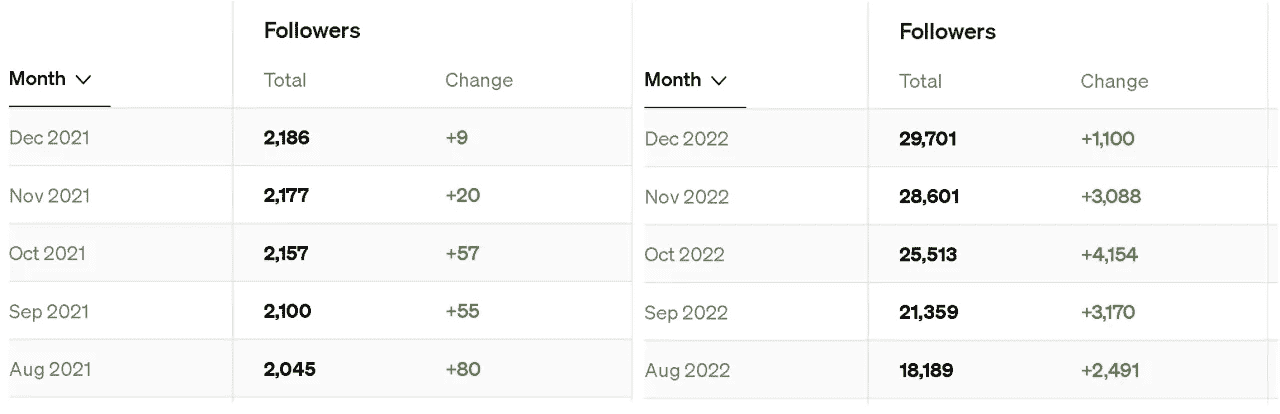 Followers
Month Total Change
Dec 2021 2,186 +9
Nov 2021 2,177 +20
Oct 2021 2,157 +57
Sep 2021 2,100 +55
Aug 2021 2,045 +80
Followers
Month Total Change
Dec 2022 29,701 +1,100
Nov 2022 28,601 +3,088
Oct 2022 25,513 +4,154
Sep 2022 21,359 +3,170
Aug 2022 18,189 +2,491